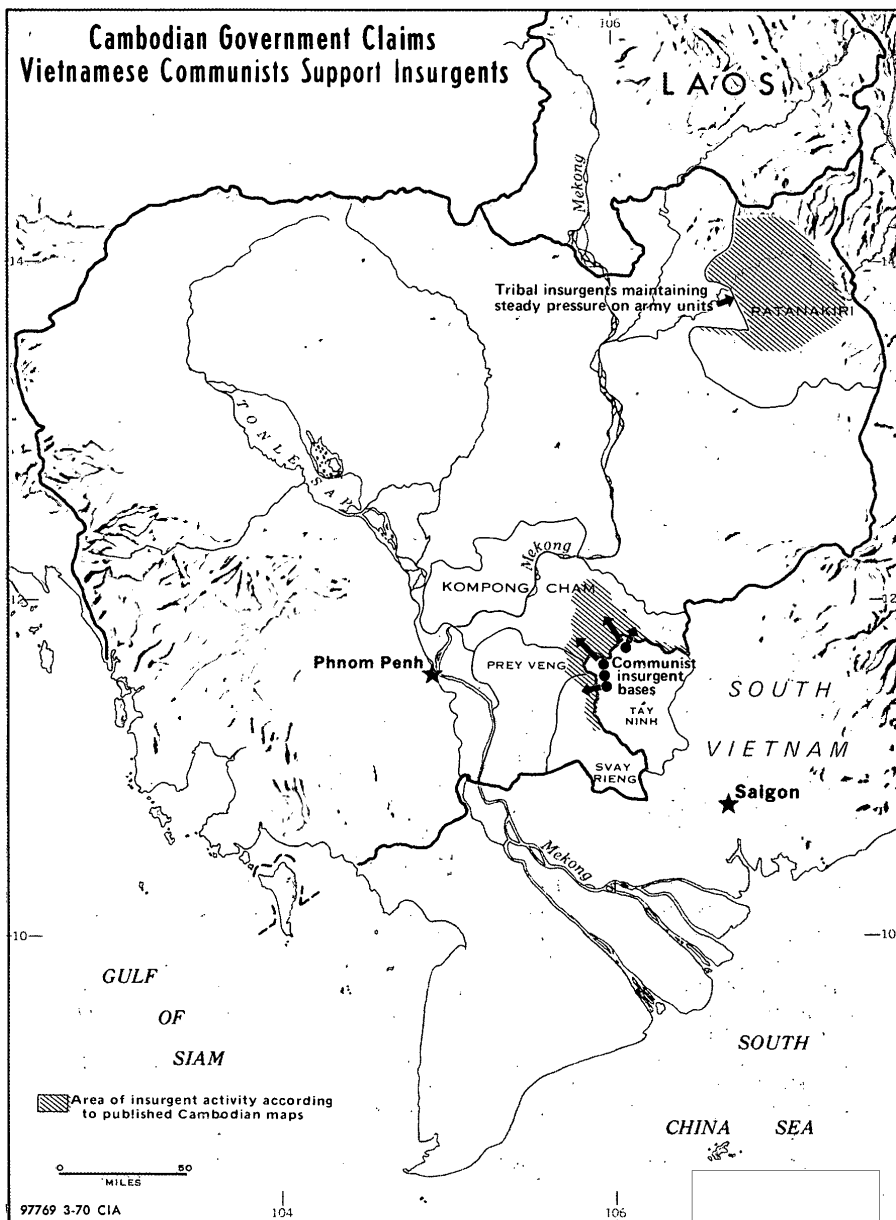 Cambodian Government Claims
Vietnamese Communists Support Insurgents
106
LAOS
Mekong
14
14
Tribal insurgents maintaining
steady pressure on army units
RATANAKIRI
TONLE SAP
Mekong
KOMPONG CHAM
12
12
Phnom Penh
PREY VENG
Communist
insurgent
bases
TAY
NINH
SOUTH
VIETNAM
SVAY
RIENG
Saigon
Mekong
10
10
GULF
OF
SIAM
SOUTH
CHINA SEA
Area of insurgent activity according
to published Cambodian maps
0 50
MILES
97769 3-70 CIA
104
106